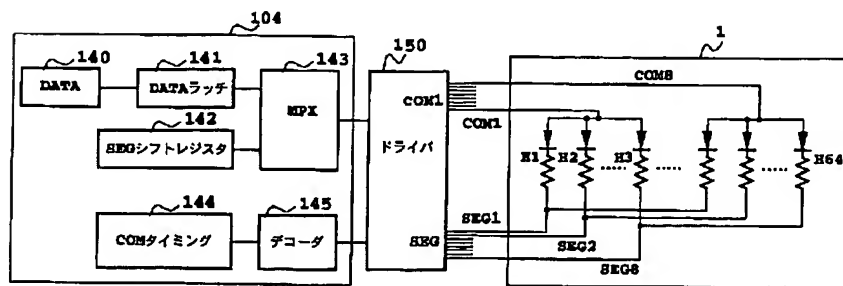 104
140
141
143
DATA
DATAラッチ
MPX
142
SEGシフトレジスタ
144
145
COMタイミング
デコーダ
150
COM1
ドライバ
SEG
COM8
COM1
SEG1
SEG2
SEG8
1
H1
H2
H3
H64